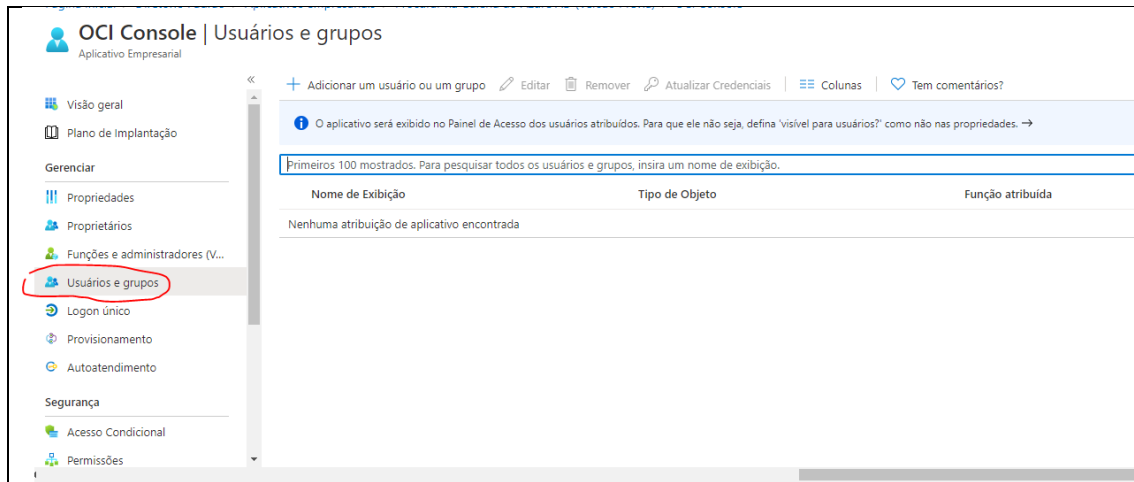 OCI Console | Usuários e grupos
Aplicativo Empresarial
Visão geral
Plano de Implantação
Gerenciar
Propriedades
Proprietários
Funções e administradores (V...
Usuários e grupos
Logon único
Provisionamento
Autoatendimento
Segurança
Acesso Condicional
Permissões
Adicionar um usuário ou um grupo Editar Remover Atualizar Credenciais Colunas Tem comentários?
O aplicativo será exibido no Painel de Acesso dos usuários atribuídos. Para que ele não seja, defina 'visível para usuários?' como não nas propriedades. →
Primeiros 100 mostrados. Para pesquisar todos os usuários e grupos, insira um nome de exibição.
Nome de Exibição Tipo de Objeto Função atribuída
Nenhuma atribuição de aplicativo encontrada